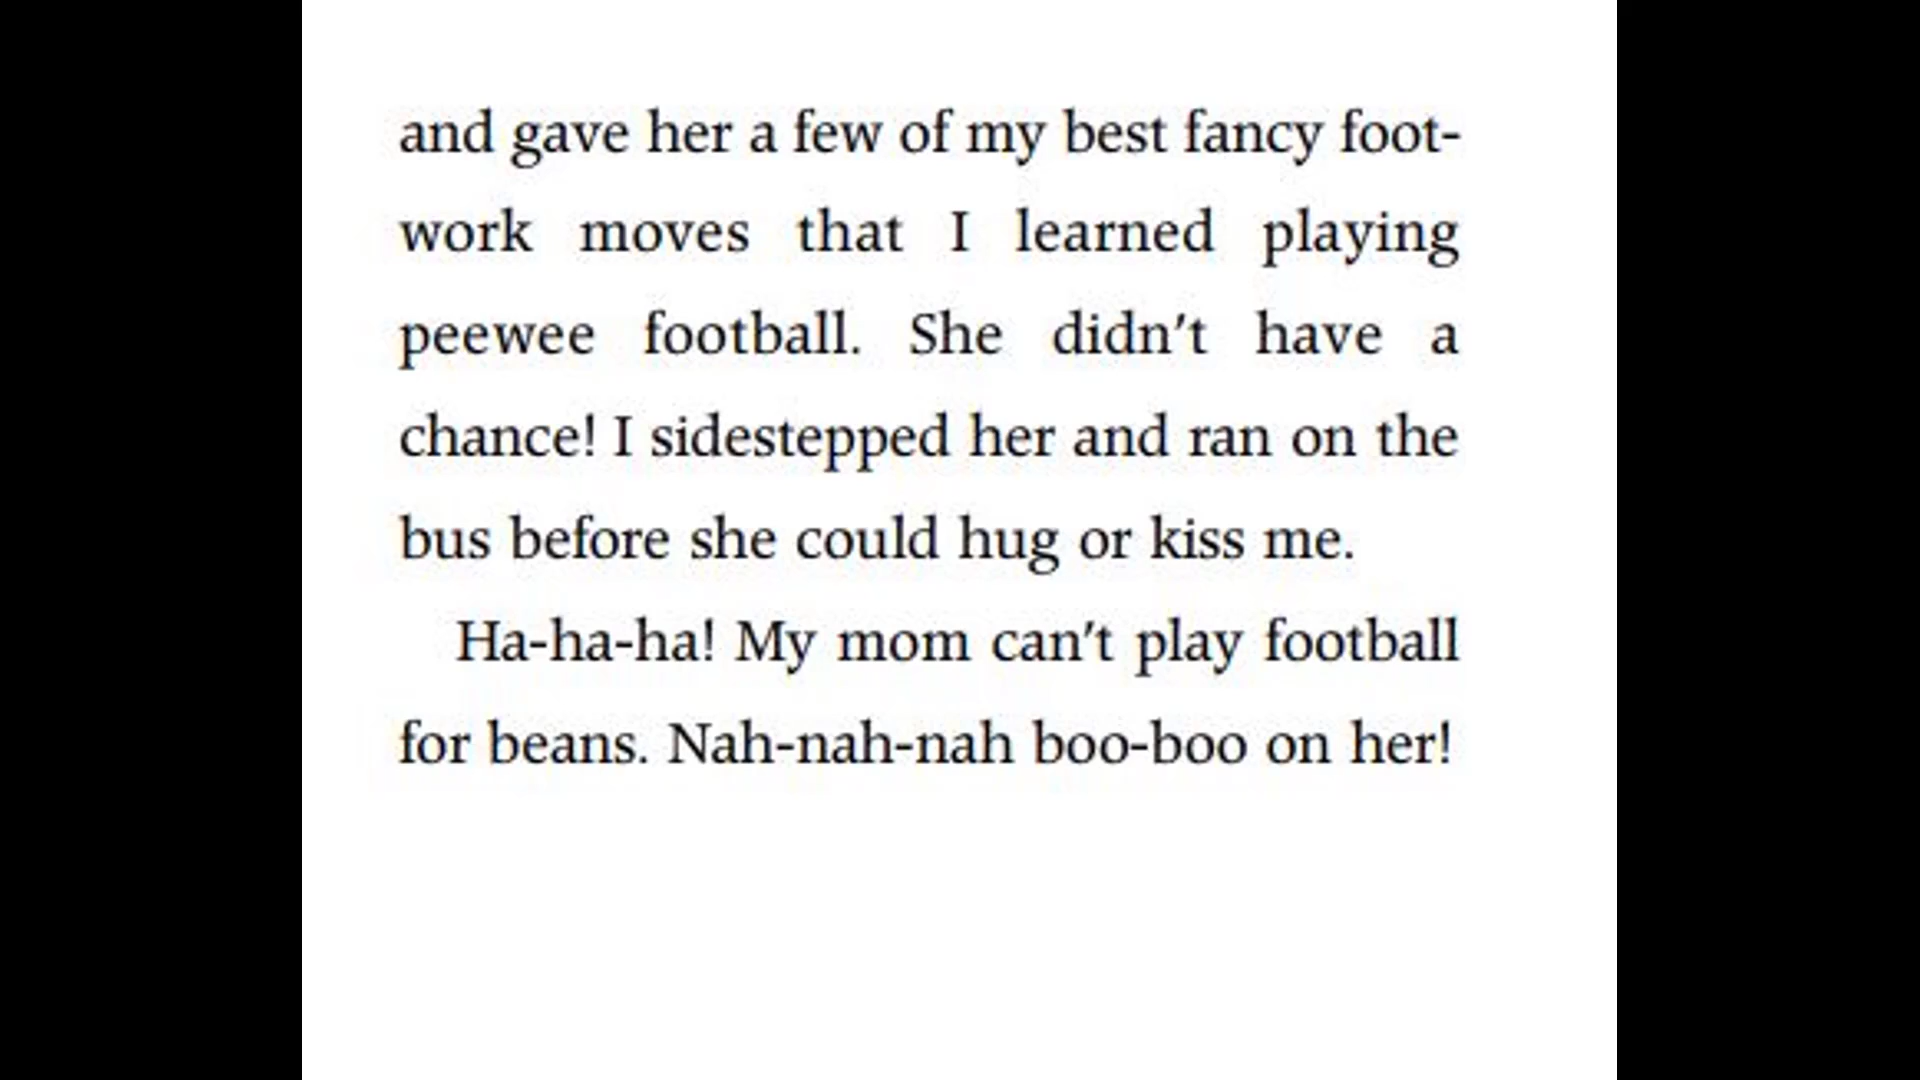 and gave her a few of my best fancy foot-
work moves that I learned playing
peewee football. She didn’t have a
chance! I sidestepped her and ran on the
bus before she could hug or kiss me.
Ha-ha-ha! My mom can’t play football
for beans. Nah-nah-nah boo-boo on her!